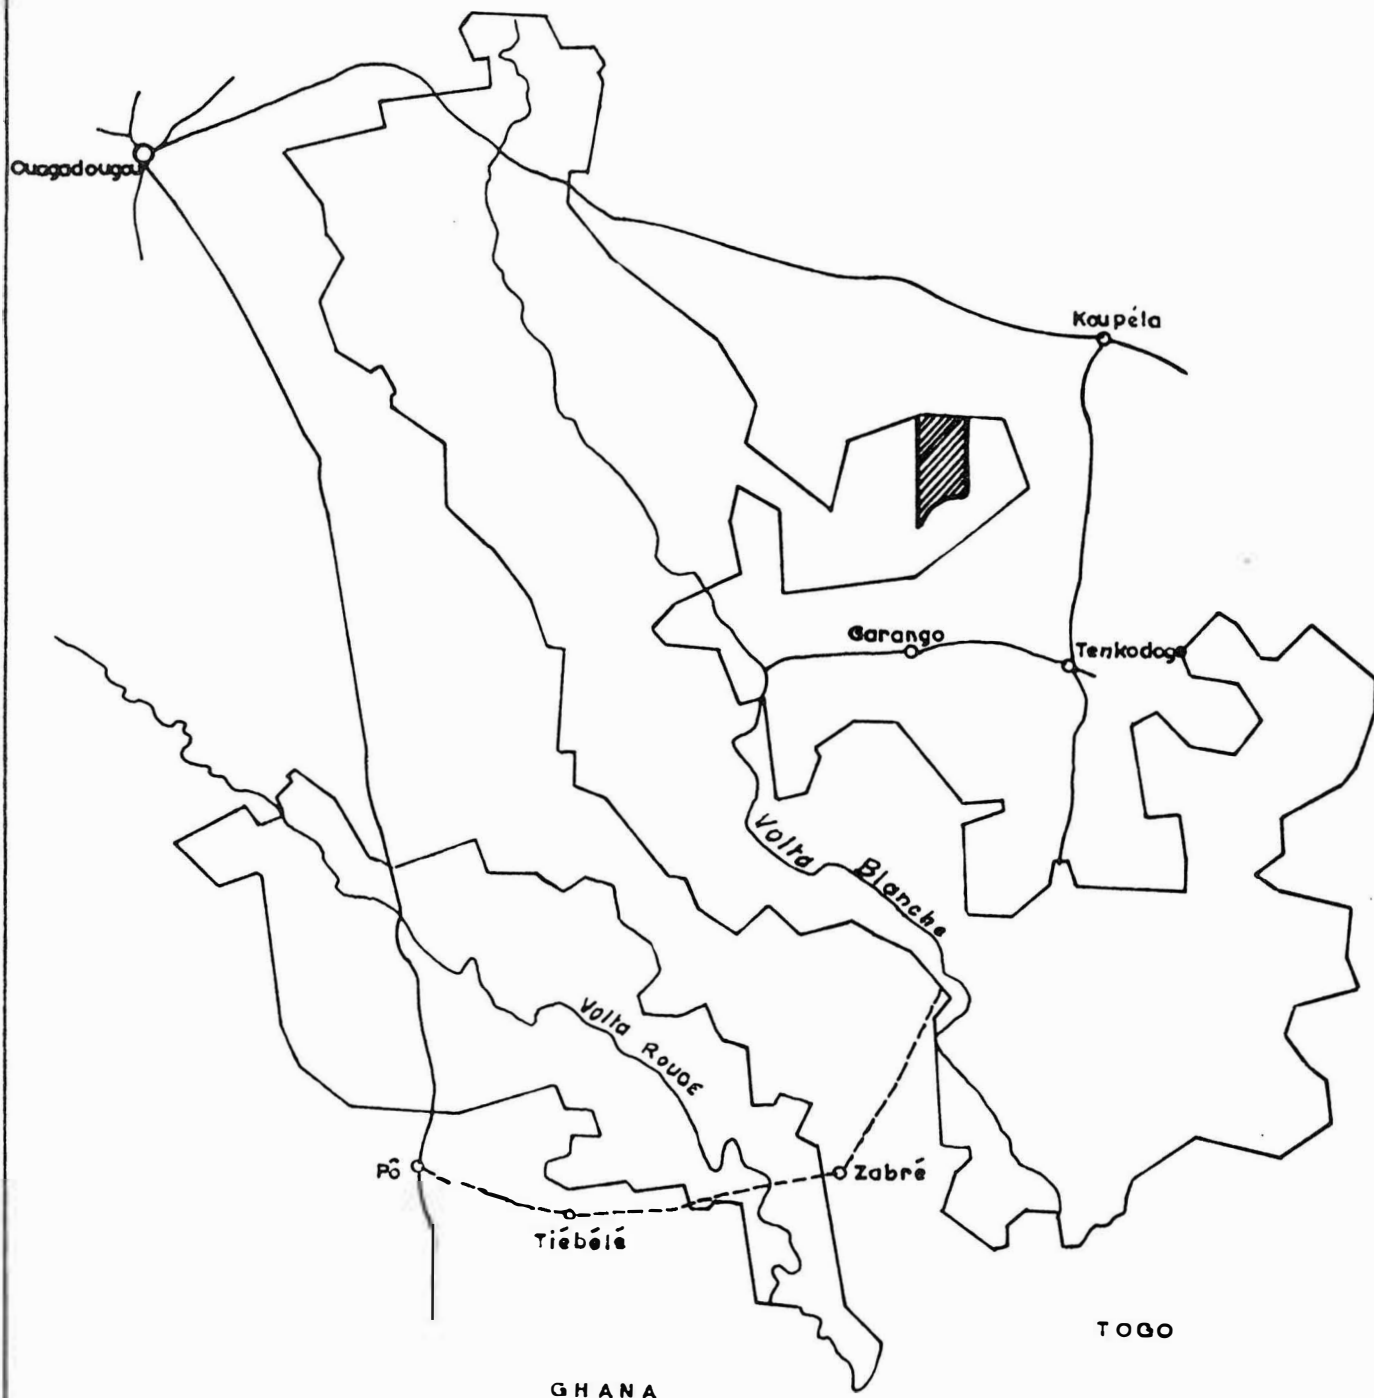 Ouagadougou
Koupéla
Garango
Tenkodogo
Volta Blanche
Volta ROUGE
Pô
Zabré
Tiébélé
TOGO
GHANA